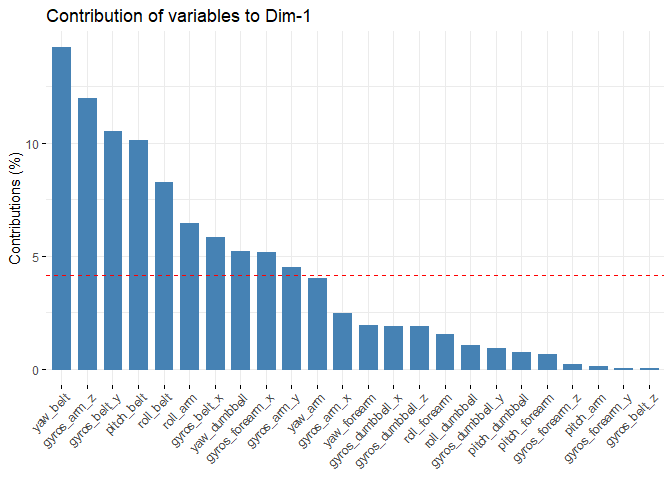 Contribution of variables to Dim-1
Contributions (%)
10
5
0
yaw_belt
gyros_arm_z
gyros_belt_y
pitch_belt
roll_belt
roll_arm
gyros_belt_x
yaw_dumbbell
gyros_forearm_x
gyros_arm_y
yaw_arm
gyros_arm_x
yaw_forearm
gyros_dumbbell_x
gyros_dumbbell_z
roll_forearm
roll_dumbbell
gyros_dumbbell_y
pitch_dumbbell
pitch_forearm
gyros_forearm_z
pitch_arm
gyros_forearm_y
gyros_belt_z